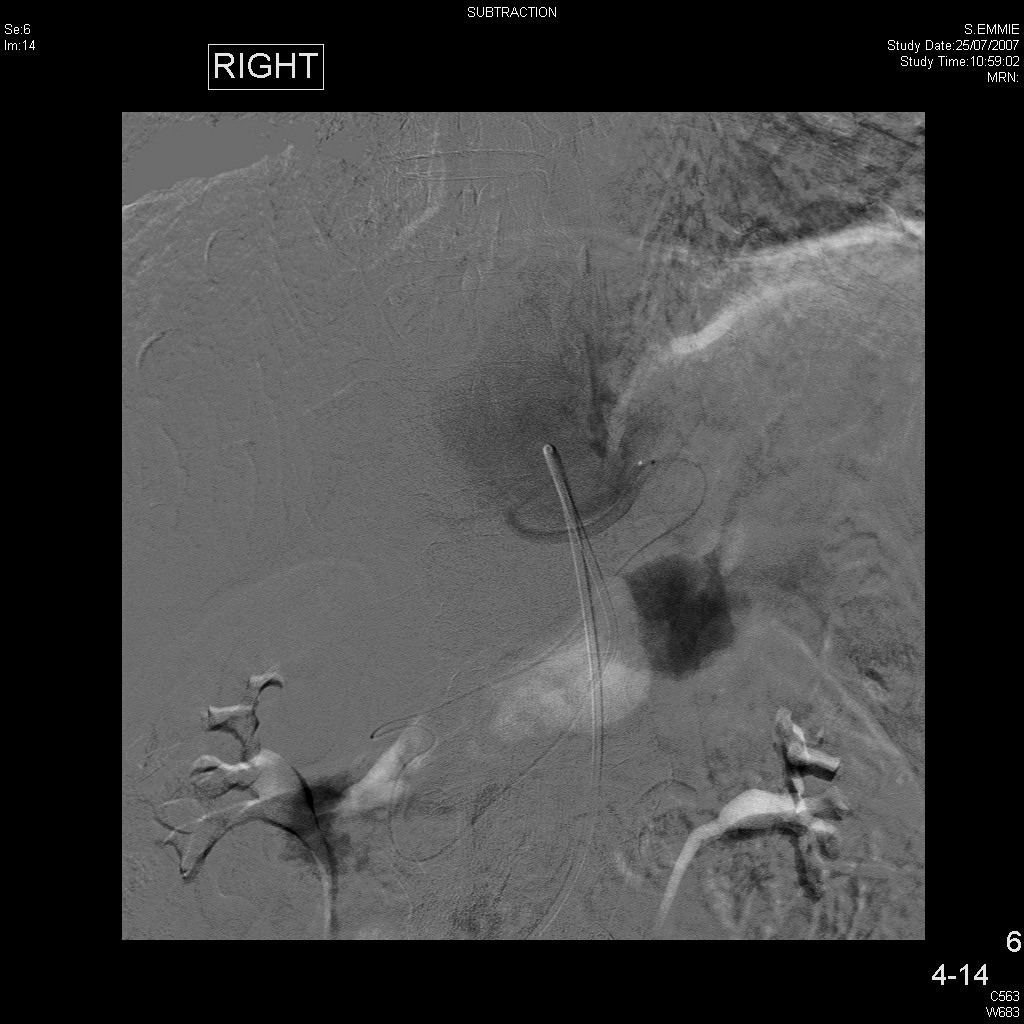 SUBTRACTION
Se:6
Im:14
S.EMMIE
Study Date:25/07/2007
Study Time:10:59:02
MRN:
RIGHT
6
4-14
C563
W683